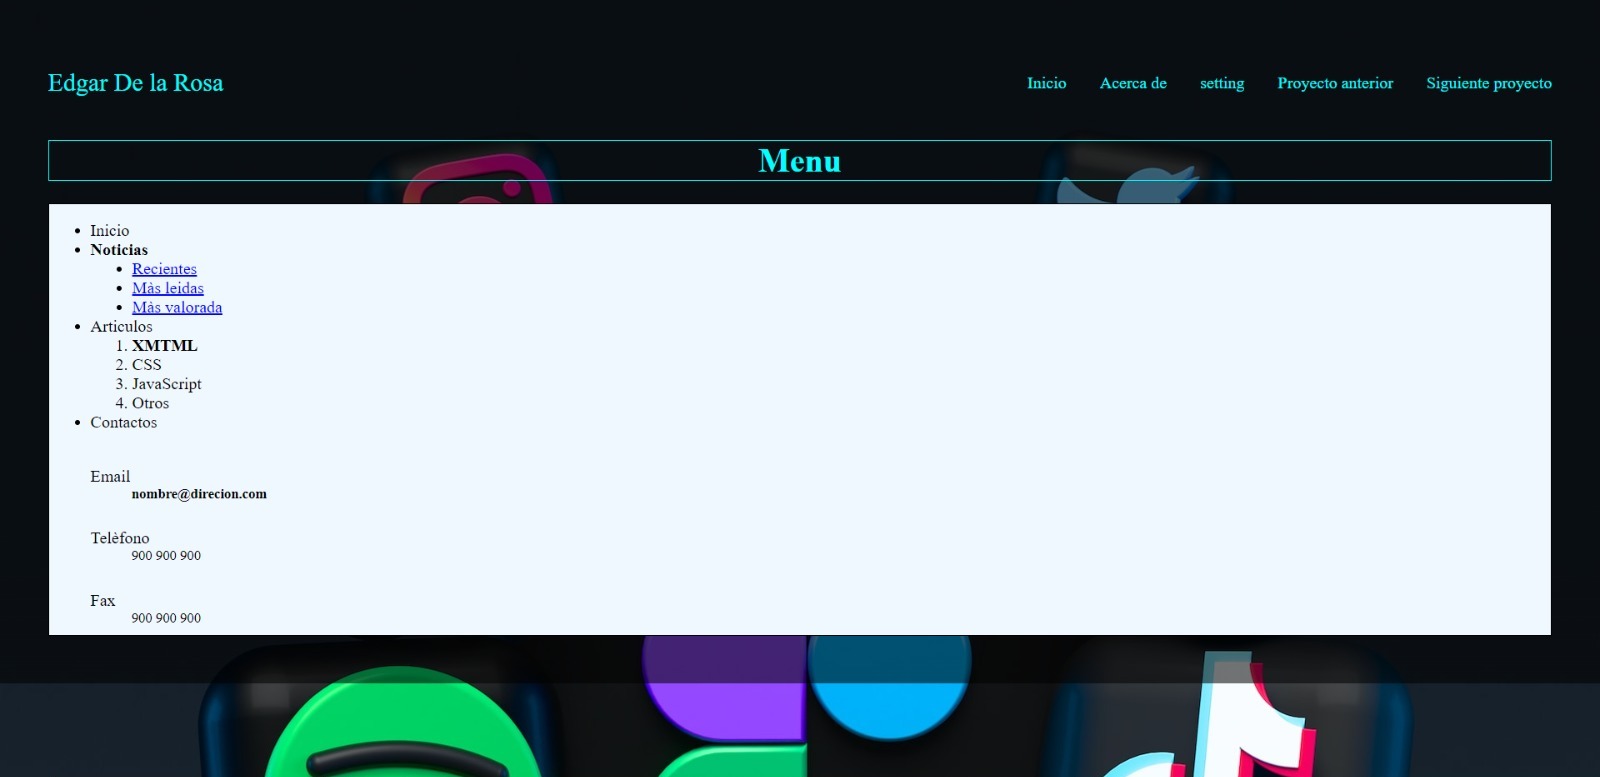 Edgar De la Rosa
Inicio Acerca de setting Proyecto anterior Siguiente proyecto
Menu
Inicio
Noticias
Recientes
Màs leidas
Màs valorada
Articulos
1. XMTML
2. CSS
3. JavaScript
4. Otros
Contactos
Email
nombre@direcion.com
Telèfono
900 900 900
Fax
900 900 900